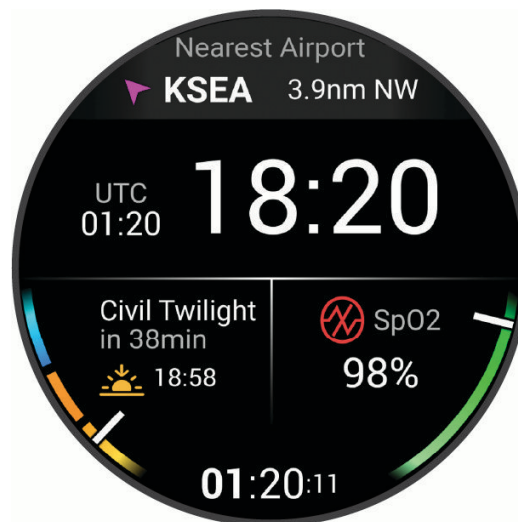 Nearest Airport
KSEA 3.9nm NW
UTC
01:20
18:20
Civil Twilight
in 38min
18:58
SpO2
98%
01:20:11